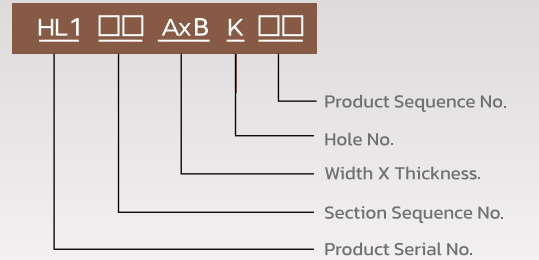 HL1 □□ AxB K □□
Product Sequence No.
Hole No.
Width X Thickness.
Section Sequence No.
Product Serial No.